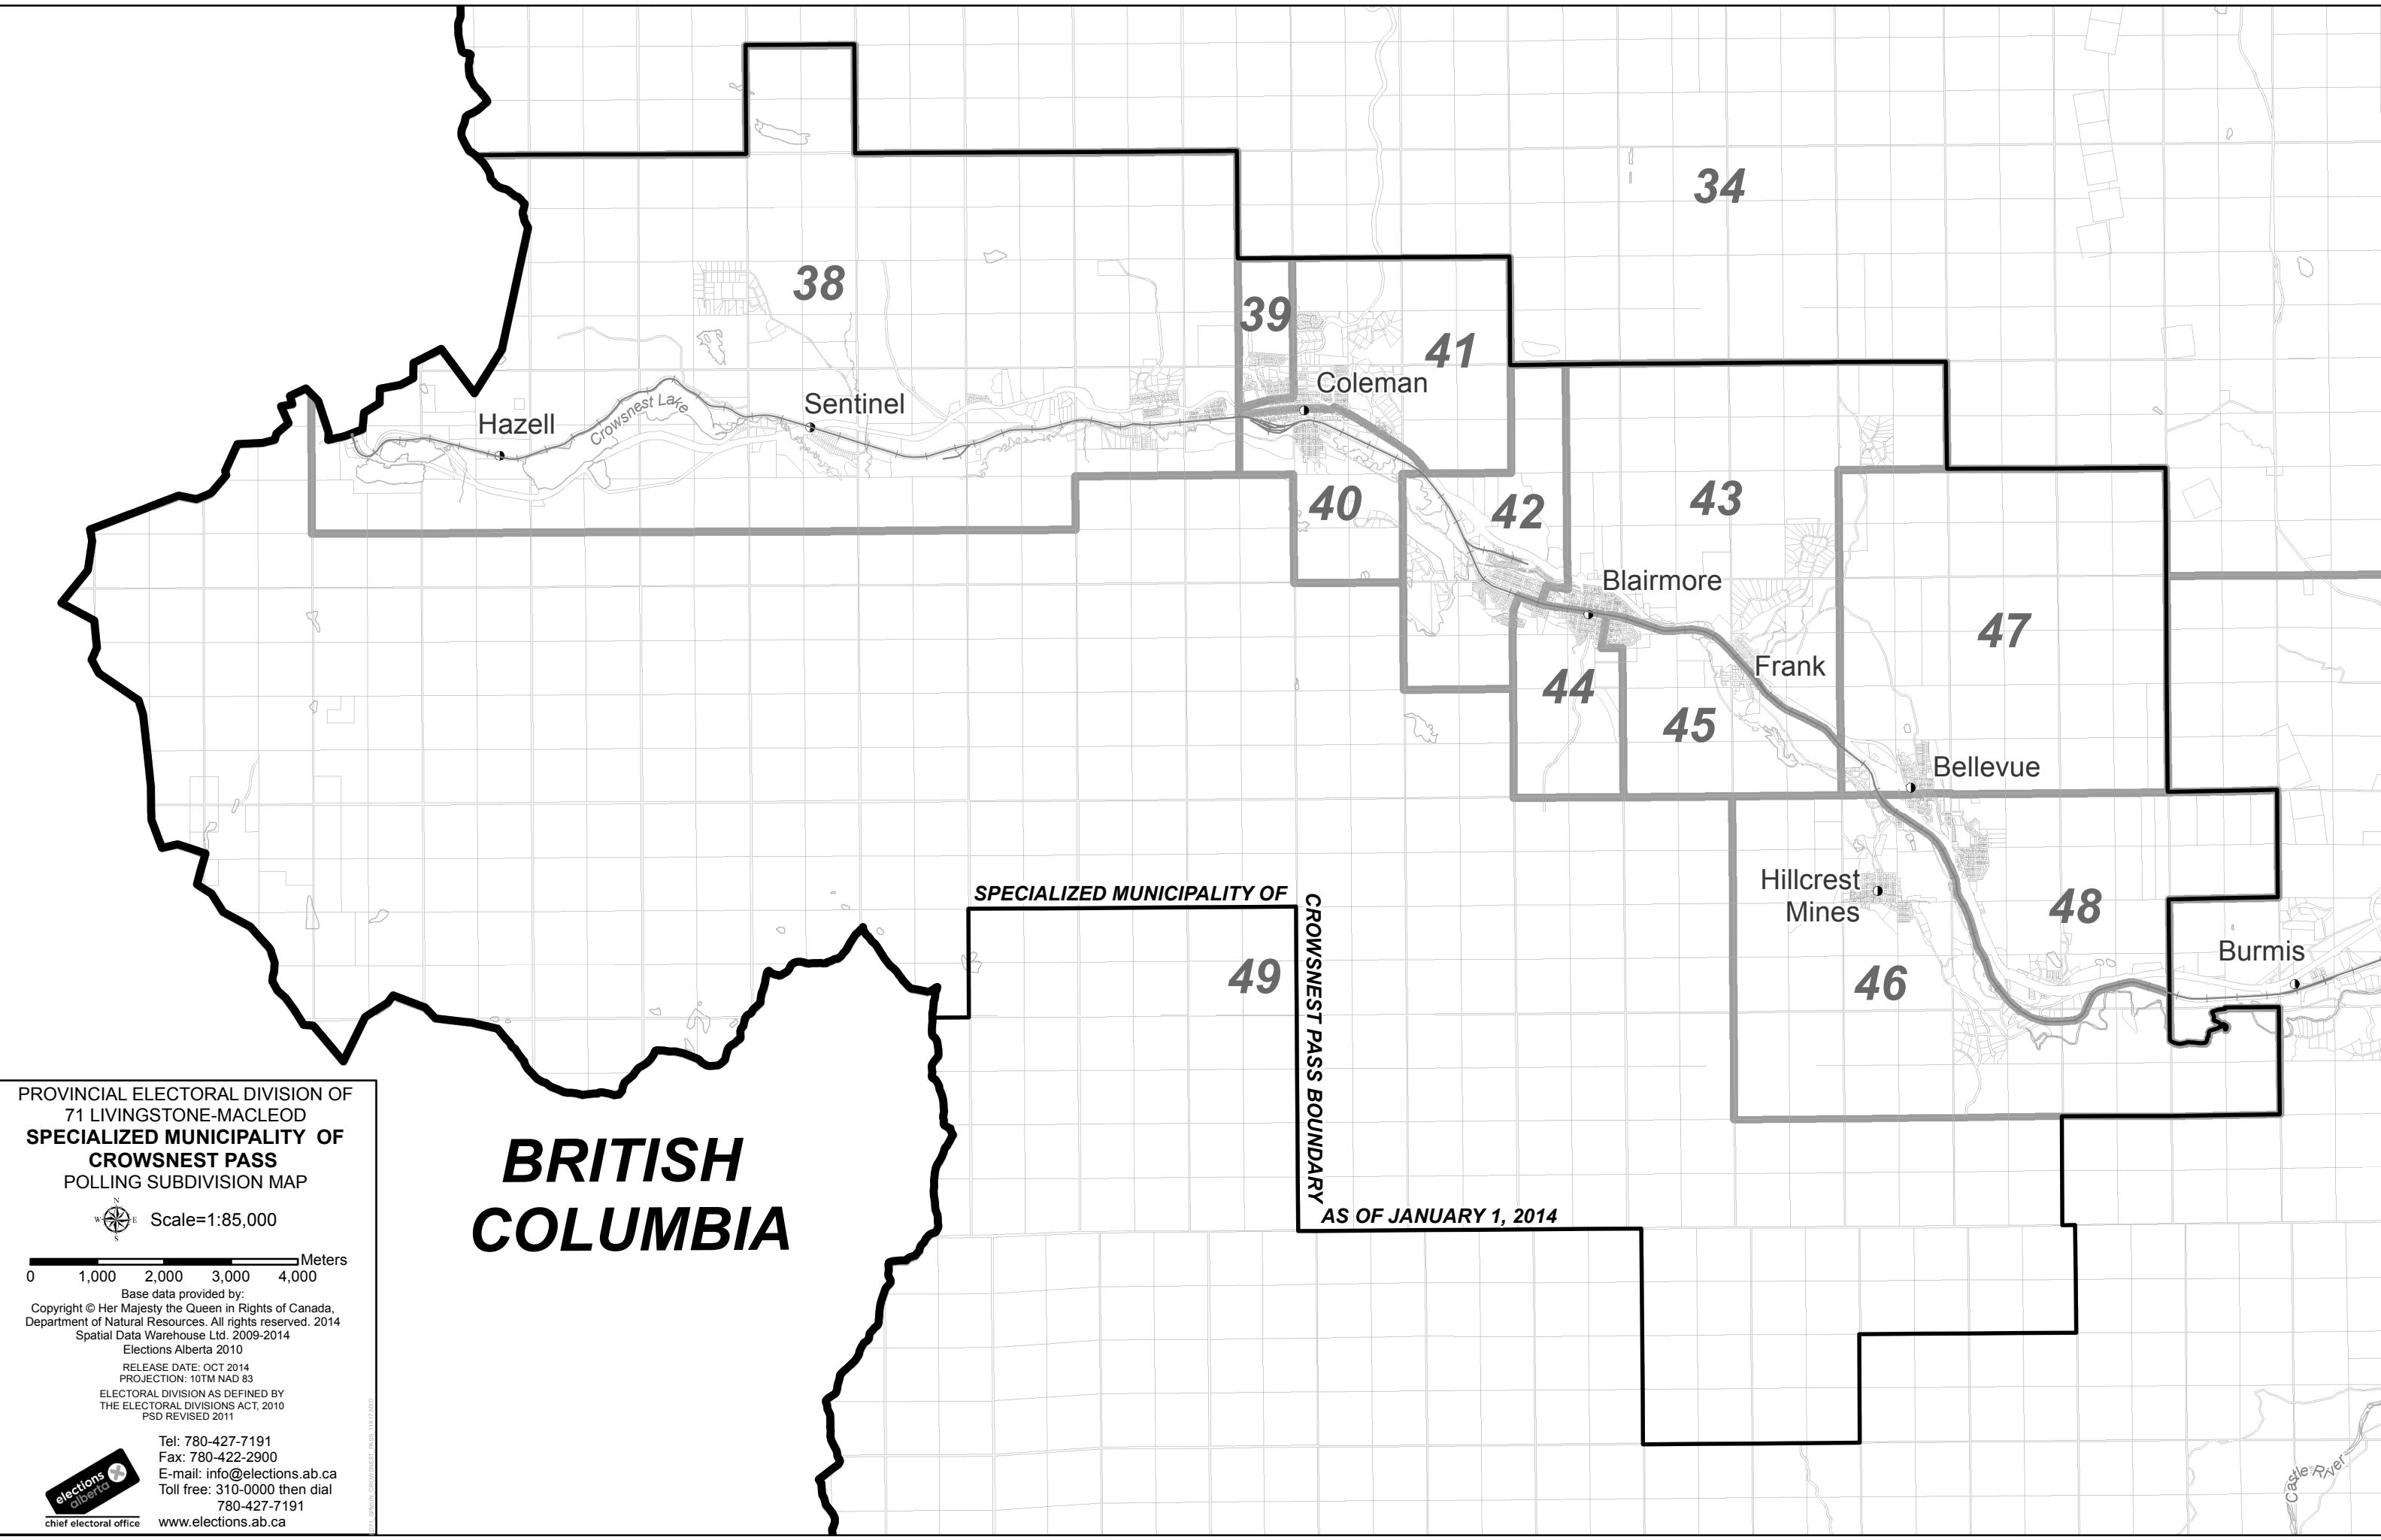 34
38
39
41
Coleman
Sentinel
Hazell
Crowsnest Lake
40
42
43
Blairmore
47
Frank
44
45
Bellevue
Hillcrest
Mines
48
Burmis
46
49
SPECIALIZED MUNICIPALITY OF
CROWSNEST PASS BOUNDARY
AS OF JANUARY 1, 2014
BRITISH
COLUMBIA
Castle River
PROVINCIAL ELECTORAL DIVISION OF
71 LIVINGSTONE-MACLEOD
SPECIALIZED MUNICIPALITY OF
CROWSNEST PASS
POLLING SUBDIVISION MAP
N
W E
S
Scale=1:85,000
Meters
0 1,000 2,000 3,000 4,000
Base data provided by:
Copyright © Her Majesty the Queen in Rights of Canada,
Department of Natural Resources. All rights reserved. 2014
Spatial Data Warehouse Ltd. 2009-2014
Elections Alberta 2010
RELEASE DATE: OCT 2014
PROJECTION: 10TM NAD 83
ELECTORAL DIVISION AS DEFINED BY
THE ELECTORAL DIVISIONS ACT, 2010
PSD REVISED 2011
elections
alberta
chief electoral office
Tel: 780-427-7191
Fax: 780-422-2900
E-mail: info@elections.ab.ca
Toll free: 310-0000 then dial
780-427-7191
www.elections.ab.ca